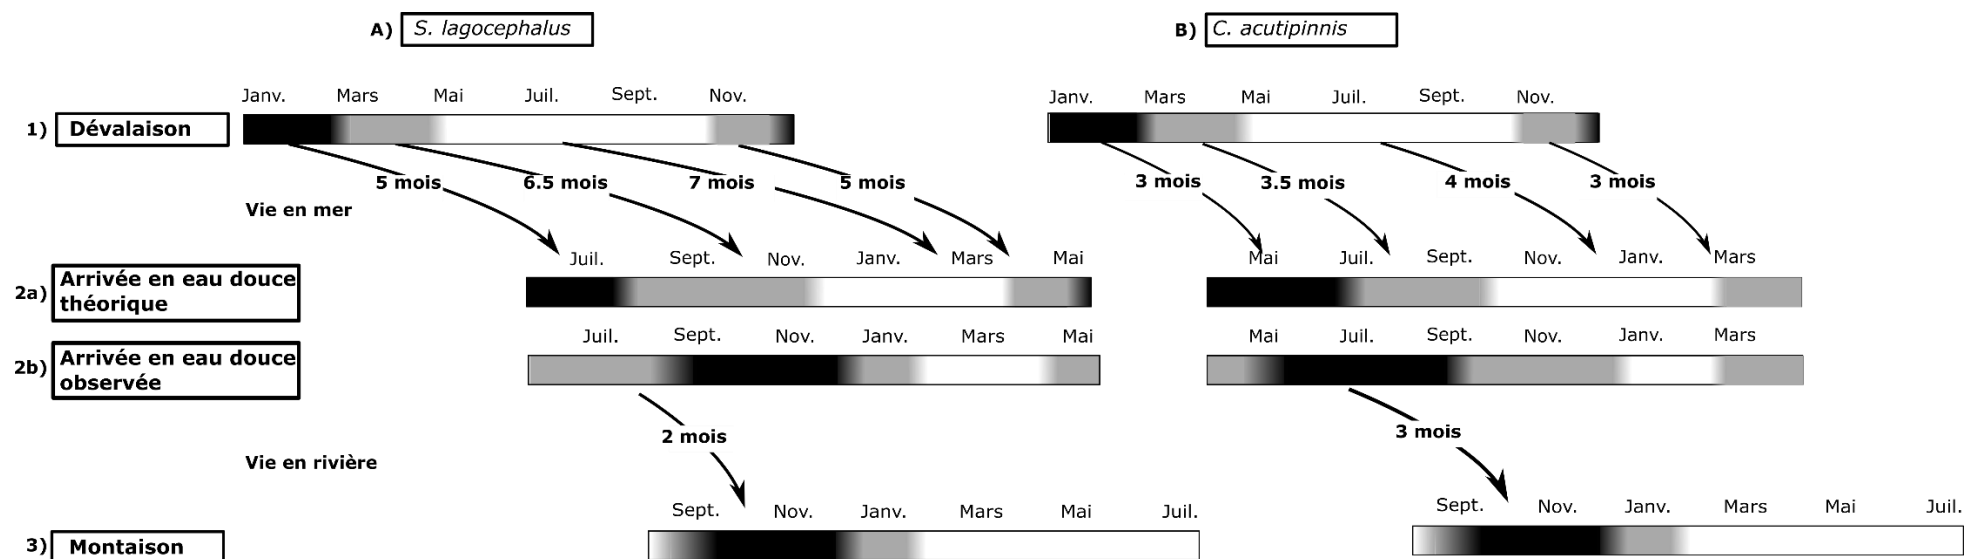 A) S. lagocephalus
B) C. acutipinnis
Janv. Mars Mai Juil. Sept. Nov.
Janv. Mars Mai Juil. Sept. Nov.
1) Dévalaison
5 mois 6.5 mois 7 mois 5 mois
3 mois 3.5 mois 4 mois 3 mois
Vie en mer
Juil. Sept. Nov. Janv. Mars Mai
Mai Juil. Sept. Nov. Janv. Mars
2a) Arrivée en eau douce
théorique
Juil. Sept. Nov. Janv. Mars Mai
Mai Juil. Sept. Nov. Janv. Mars
2b) Arrivée en eau douce
observée
2 mois
3 mois
Vie en rivière
Sept. Nov. Janv. Mars Mai Juil.
Sept. Nov. Janv. Mars Mai Juil.
3) Montaison